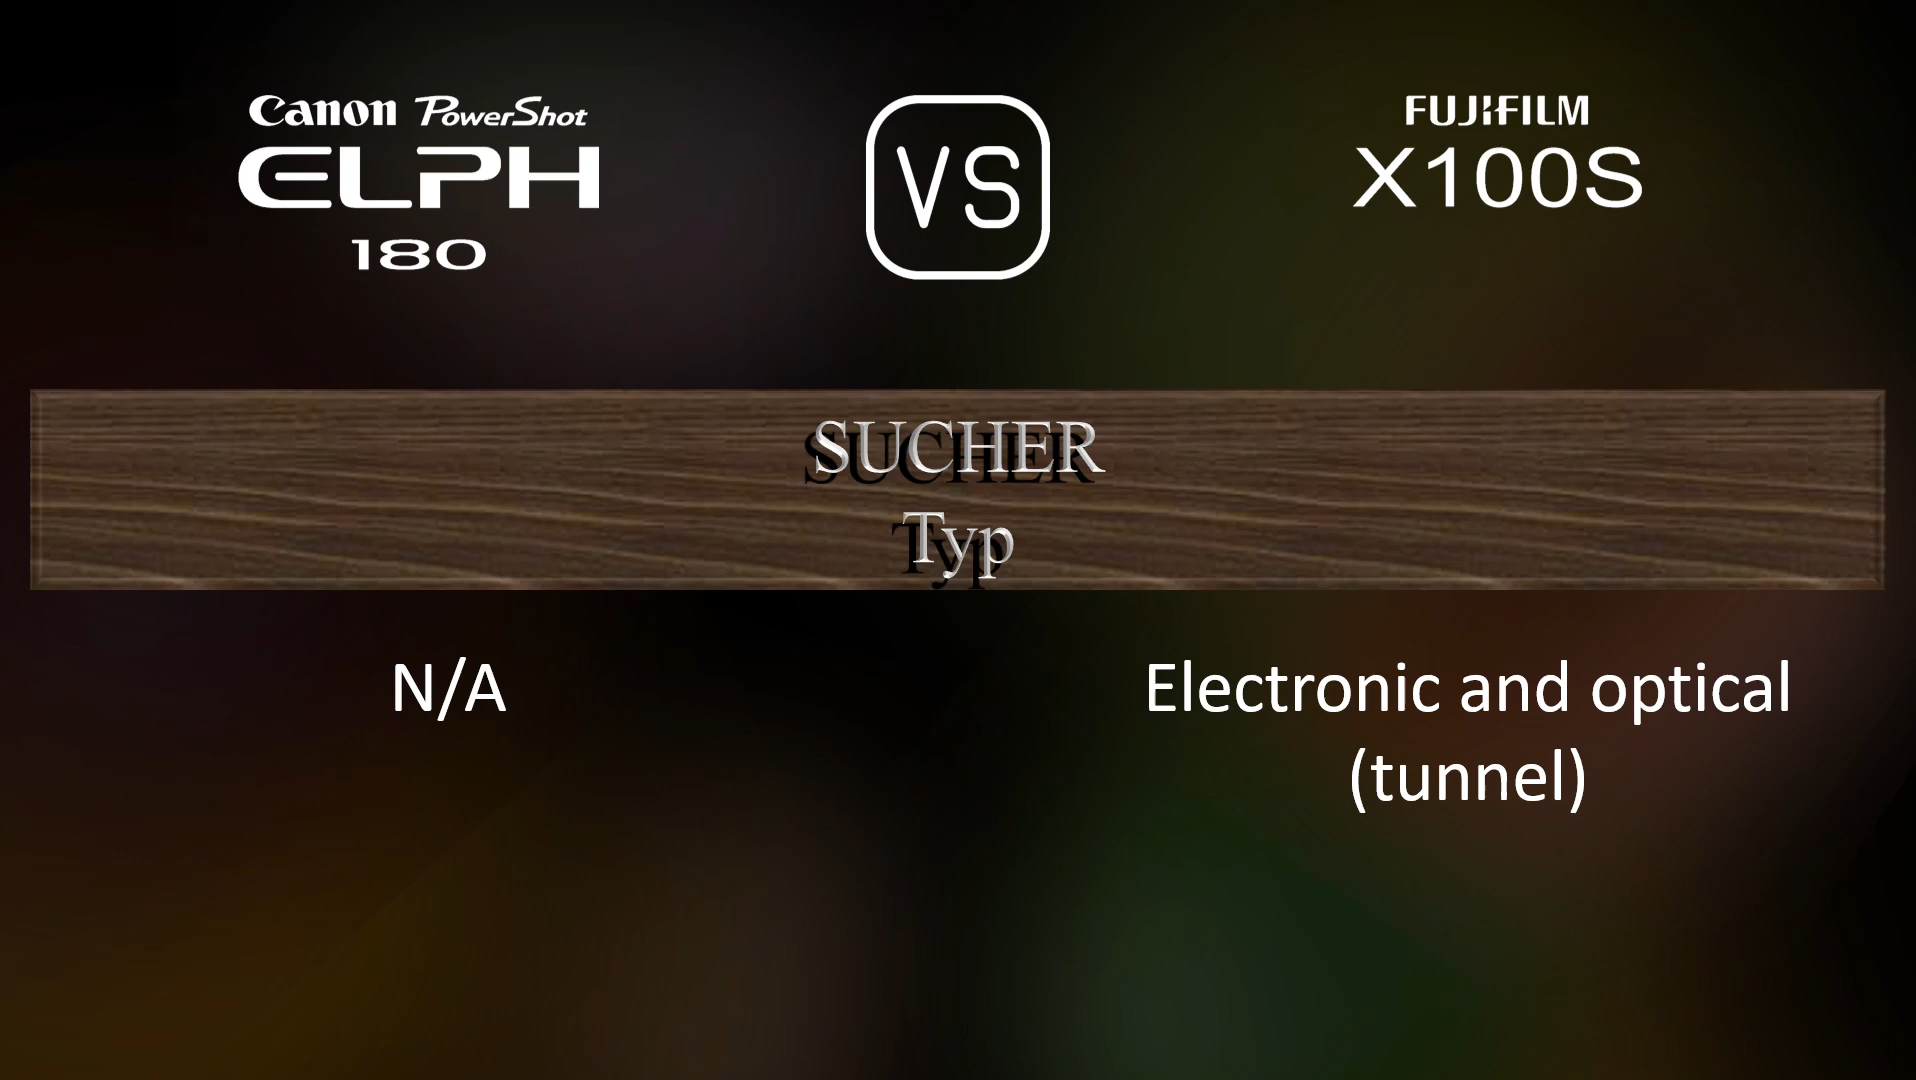 Canon PowerShot
ELPH
180
VS
FUJIFILM
X100S
SUCHER
Typ
N/A
Electronic and optical
(tunnel)